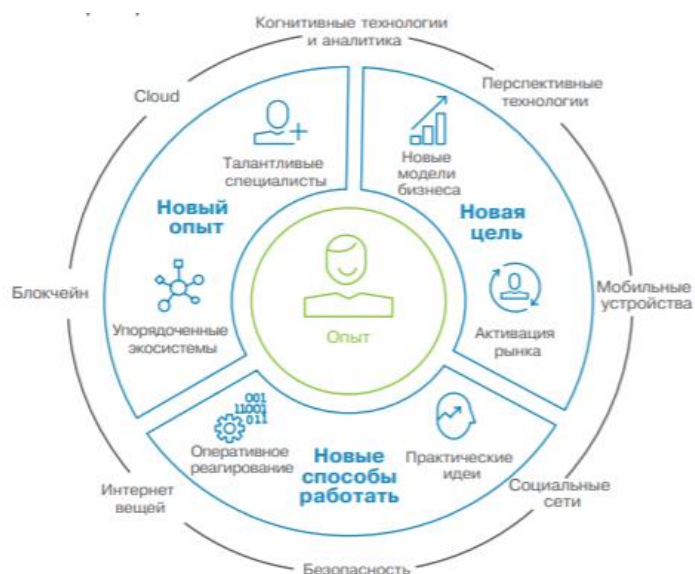 Когнитивные технологии
и аналитика
Cloud
Перспективные
технологии
Талантливые
специалисты
Новые
модели
бизнеса
Новый
опыт
Новая
цель
Блокчейн
Мобильные
устройства
Упорядоченные
экосистемы
Опыт
Активация
рынка
001
11001
011
Оперативное
реагирование
Новые
способы
работать
Практические
идеи
Интернет
вещей
Социальные
сети
Безопасность